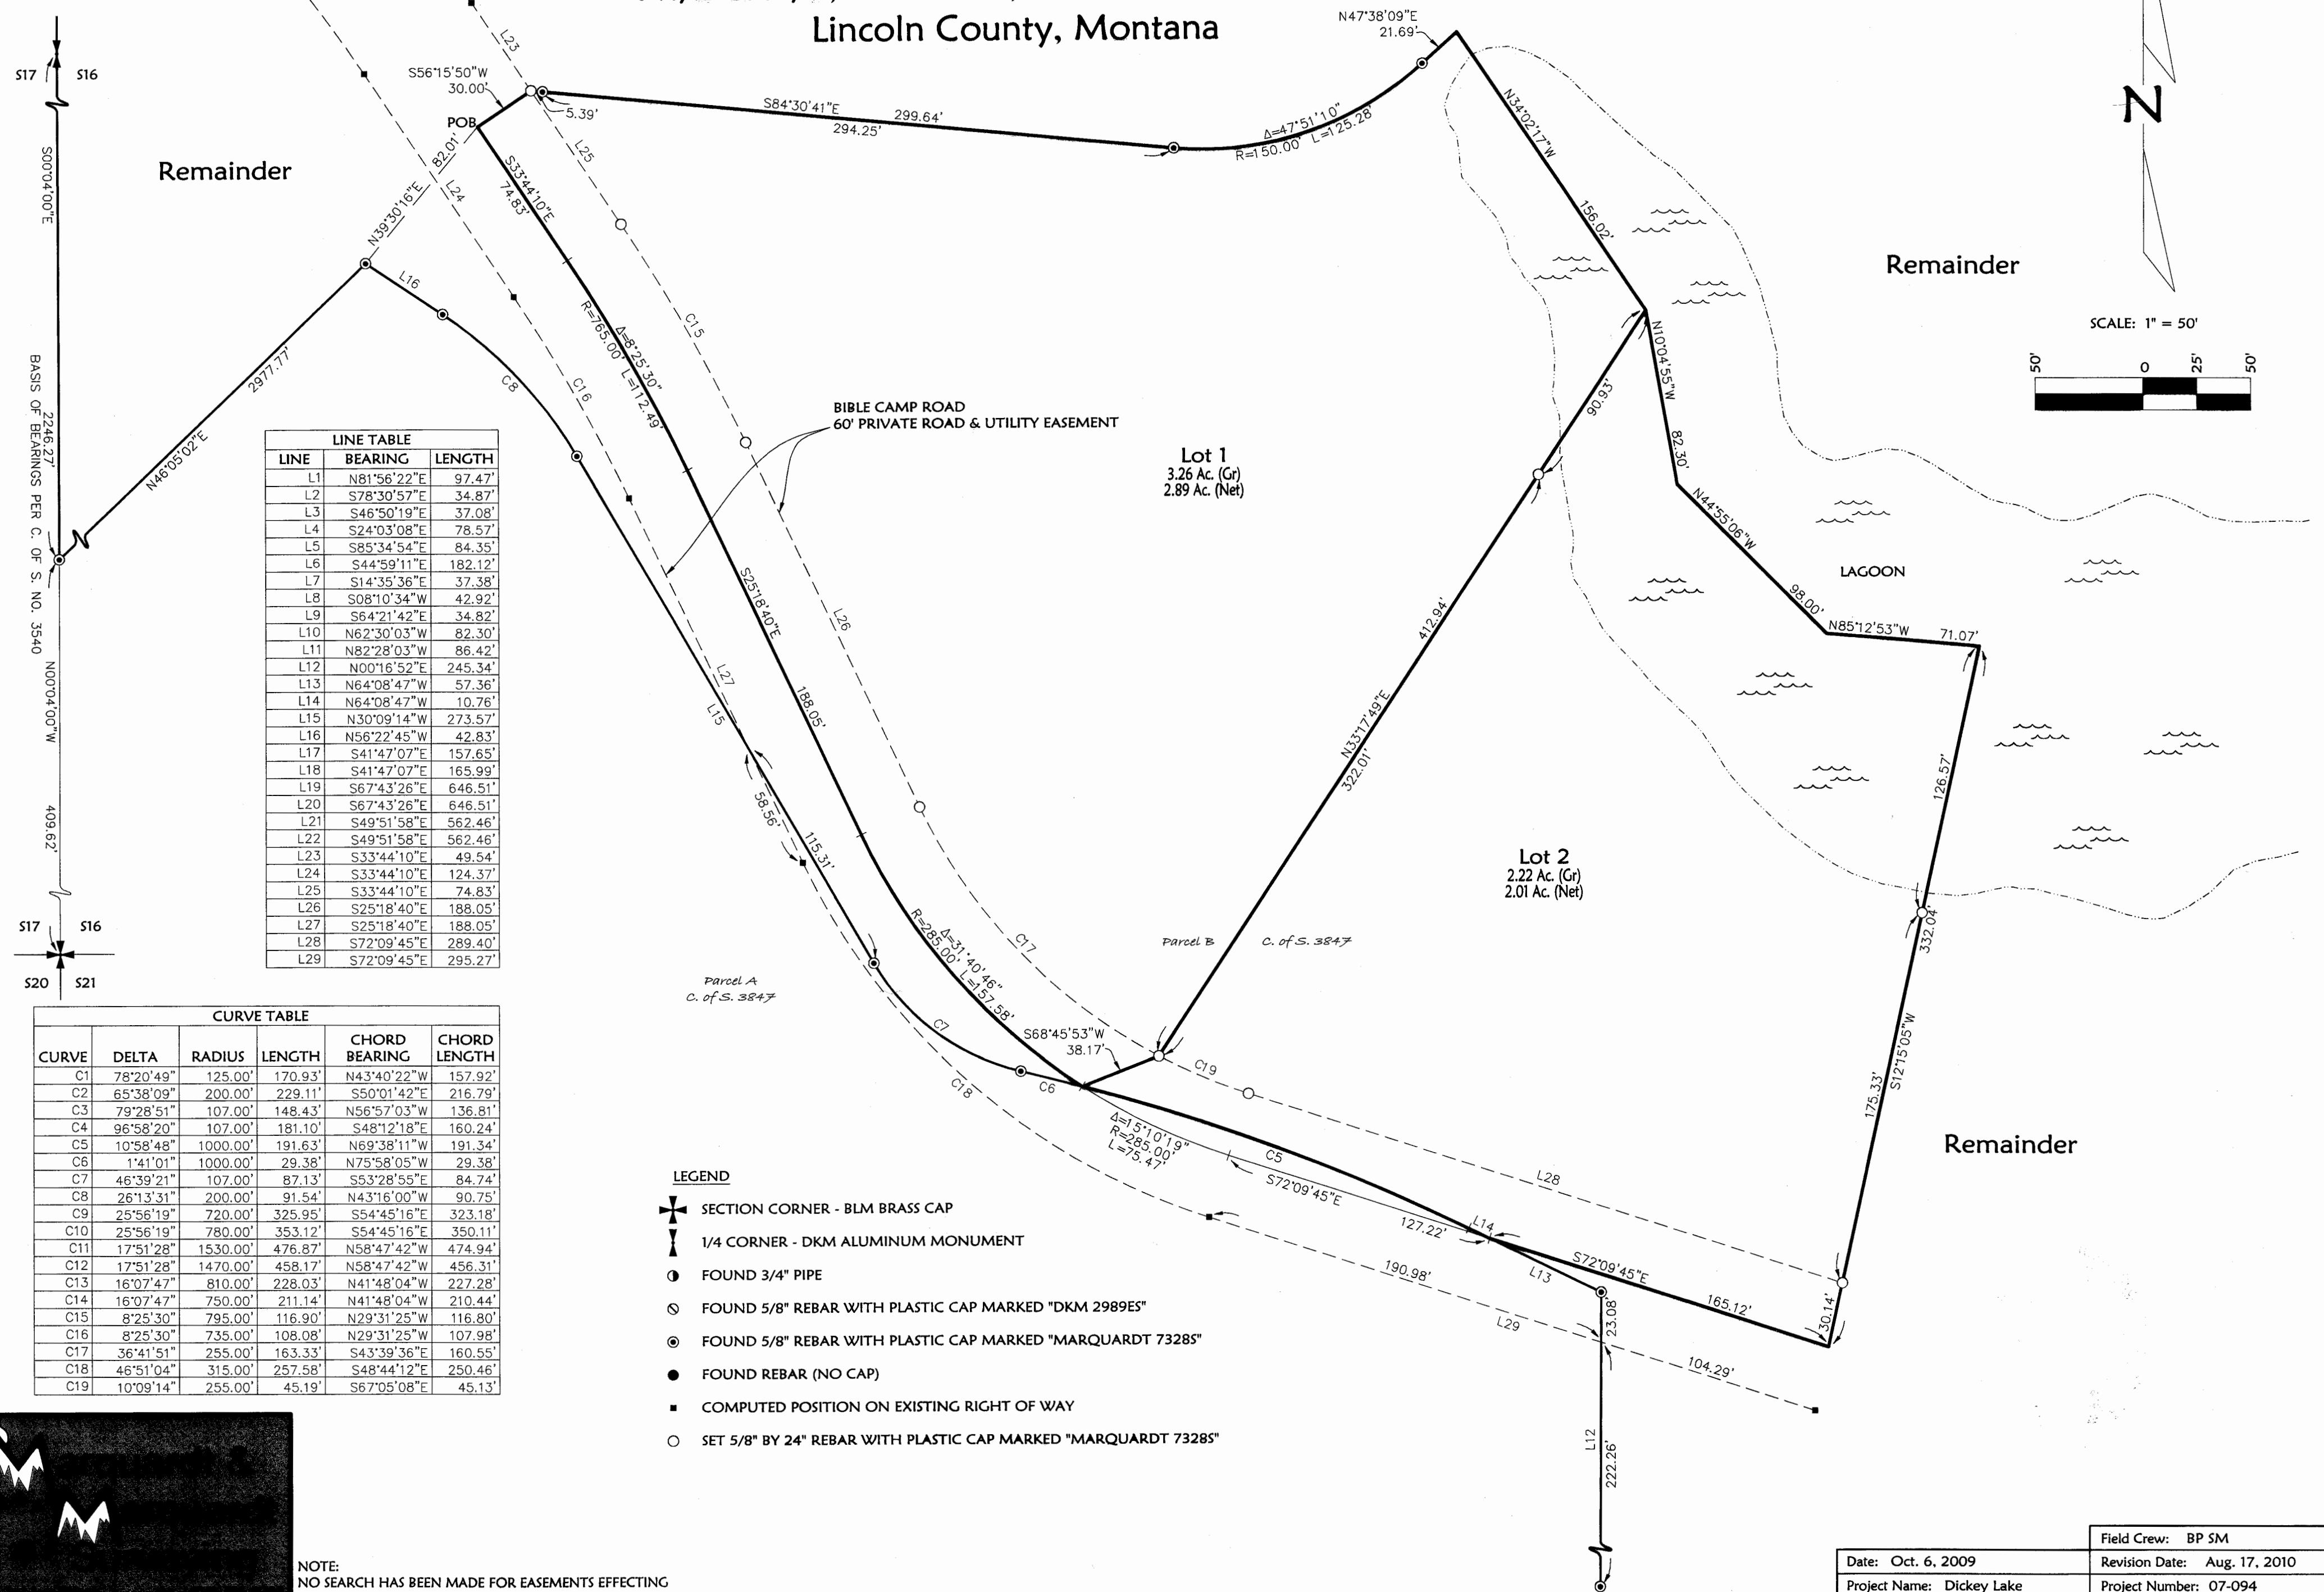 Lincoln County, Montana
N47°38'09"E
21.69'
S17
S16
S56°15'50"W
30.00'
L23
POB
5.39'
S84°30'41"E
299.64'
294.25'
Δ=47°51'10"
R=150.00' L=125.28'
N34°02'17"W
156.02'
N
Remainder
82.01'
N39°30'16"E
L24
L25
S33°44'10"E
74.83'
S00°04'00"E
2246.27'
BASIS OF BEARINGS PER C. OF S. NO. 3540
N00°04'00"W
409.62'
2977.77'
N46°05'02"E
L16
C8
C16
C15
Δ=8°25'30"
R=765.00' L=112.49'
Remainder
SCALE: 1" = 50'
50'
0
25'
50'
BIBLE CAMP ROAD
60' PRIVATE ROAD & UTILITY EASEMENT
Lot 1
3.26 Ac. (Gr)
2.89 Ac. (Net)
90.93'
N10°04'55"W
82.30'
N44°55'06"W
98.00'
LAGOON
N85°12'53"W
71.07'
LINE TABLE
LINE BEARING LENGTH
L1 N81°56'22"E 97.47'
L2 S78°30'57"E 34.87'
L3 S46°50'19"E 37.08'
L4 S24°03'08"E 78.57'
L5 S85°34'54"E 84.35'
L6 S44°59'11"E 182.12'
L7 S14°35'36"E 37.38'
L8 S08°10'34"W 42.92'
L9 S64°21'42"E 34.82'
L10 N62°30'03"W 82.30'
L11 N82°28'03"W 86.42'
L12 N00°16'52"E 245.34'
L13 N64°08'47"W 57.36'
L14 N64°08'47"W 10.76'
L15 N30°09'14"W 273.57'
L16 N56°22'45"W 42.83'
L17 S41°47'07"E 157.65'
L18 S41°47'07"E 165.99'
L19 S67°43'26"E 646.51'
L20 S67°43'26"E 646.51'
L21 S49°51'58"E 562.46'
L22 S49°51'58"E 562.46'
L23 S33°44'10"E 49.54'
L24 S33°44'10"E 124.37'
L25 S33°44'10"E 74.83'
L26 S25°18'40"E 188.05'
L27 S25°18'40"E 188.05'
L28 S72°09'45"E 289.40'
L29 S72°09'45"E 295.27'
S25°18'40"E
188.05'
L26
L27
L15
58.56'
115.31'
412.94'
N33°17'49"E
322.01'
126.57'
332.04'
S12°15'05"W
175.33'
30.14'
Lot 2
2.22 Ac. (Gr)
2.01 Ac. (Net)
Parcel B
C. of S. 3847
Parcel A
C. of S. 3847
S17
S16
S20
S21
Δ=31°40'46"
R=285.00' L=157.58'
C17
C7
C18
S68°45'53"W
38.17'
C6
C19
Δ=15°10'19"
R=285.00'
L=75.47'
C5
S72°09'45"E
127.22'
L14
L28
L13
S72°09'45"E
165.12'
190.98'
L29
23.08'
104.29'
L12
222.26'
Remainder
CURVE TABLE
CURVE DELTA RADIUS LENGTH CHORD BEARING CHORD LENGTH
C1 78°20'49" 125.00' 170.93' N43°40'22"W 157.92'
C2 65°38'09" 200.00' 229.11' S50°01'42"E 216.79'
C3 79°28'51" 107.00' 148.43' N56°57'03"W 136.81'
C4 96°58'20" 107.00' 181.10' S48°12'18"E 160.24'
C5 10°58'48" 1000.00' 191.63' N69°38'11"W 191.34'
C6 1°41'01" 1000.00' 29.38' N75°58'05"W 29.38'
C7 46°39'21" 107.00' 87.13' S53°28'55"E 84.74'
C8 26°13'31" 200.00' 91.54' N43°16'00"W 90.75'
C9 25°56'19" 720.00' 325.95' S54°45'16"E 323.18'
C10 25°56'19" 780.00' 353.12' S54°45'16"E 350.11'
C11 17°51'28" 1530.00' 476.87' N58°47'42"W 474.94'
C12 17°51'28" 1470.00' 458.17' N58°47'42"W 456.31'
C13 16°07'47" 810.00' 228.03' N41°48'04"W 227.28'
C14 16°07'47" 750.00' 211.14' N41°48'04"W 210.44'
C15 8°25'30" 795.00' 116.90' N29°31'25"W 116.80'
C16 8°25'30" 735.00' 108.08' N29°31'25"W 107.98'
C17 36°41'51" 255.00' 163.33' S43°39'36"E 160.55'
C18 46°51'04" 315.00' 257.58' S48°44'12"E 250.46'
C19 10°09'14" 255.00' 45.19' S67°05'08"E 45.13'
LEGEND
SECTION CORNER - BLM BRASS CAP
1/4 CORNER - DKM ALUMINUM MONUMENT
FOUND 3/4" PIPE
FOUND 5/8" REBAR WITH PLASTIC CAP MARKED "DKM 2989ES"
FOUND 5/8" REBAR WITH PLASTIC CAP MARKED "MARQUARDT 7328S"
FOUND REBAR (NO CAP)
COMPUTED POSITION ON EXISTING RIGHT OF WAY
SET 5/8" BY 24" REBAR WITH PLASTIC CAP MARKED "MARQUARDT 7328S"
NOTE:
NO SEARCH HAS BEEN MADE FOR EASEMENTS EFFECTING
Field Crew: BP SM
Date: Oct. 6, 2009
Revision Date: Aug. 17, 2010
Project Name: Dickey Lake
Project Number: 07-094